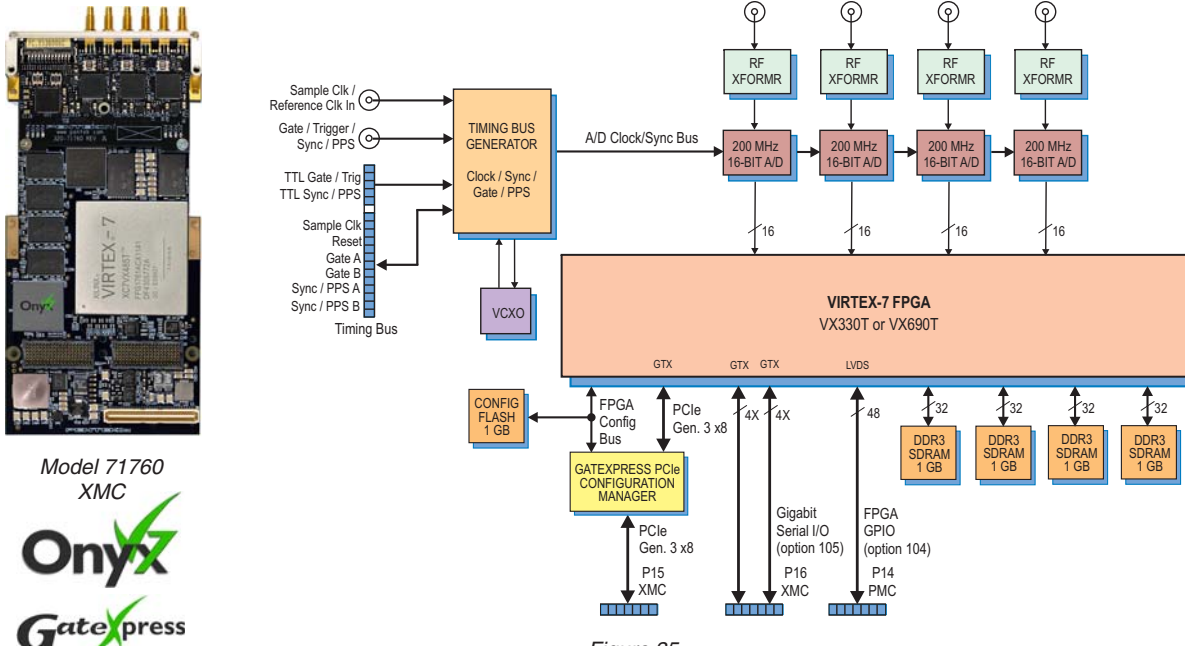 Model 71760
XMC
Onyx7
GateXpress
VIRTEX-7
Onyx
Sample Clk /
Reference Clk In
Gate / Trigger /
Sync / PPS
TTL Gate / Trig
TTL Sync / PPS
Sample Clk
Reset
Gate A
Gate B
Sync / PPS A
Sync / PPS B
Timing Bus
TIMING BUS
GENERATOR
Clock / Sync /
Gate / PPS
VCXO
A/D Clock/Sync Bus
RF
XFORMR
RF
XFORMR
RF
XFORMR
RF
XFORMR
200 MHz
16-BIT A/D
200 MHz
16-BIT A/D
200 MHz
16-BIT A/D
200 MHz
16-BIT A/D
16
16
16
16
VIRTEX-7 FPGA
VX330T or VX690T
GTX
GTX
GTX
LVDS
CONFIG
FLASH
1 GB
FPGA
Config
Bus
PCIe
Gen. 3 x8
4X
4X
48
32
32
32
32
DDR3
SDRAM
1 GB
DDR3
SDRAM
1 GB
DDR3
SDRAM
1 GB
DDR3
SDRAM
1 GB
GATEXPRESS PCIe
CONFIGURATION
MANAGER
PCIe
Gen. 3 x8
Gigabit
Serial I/O
(option 105)
FPGA
GPIO
(option 104)
P15
XMC
P16
XMC
P14
PMC